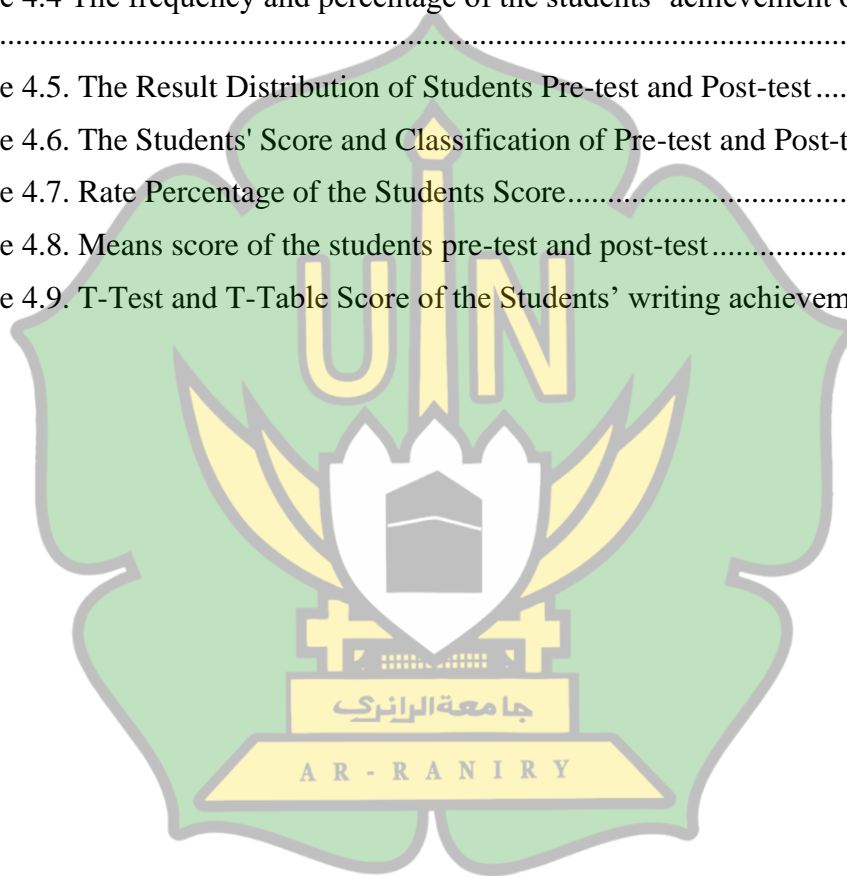 e 4.4 The frequency and percentage of the students' achievement
..........................................................................................
e 4.5. The Result Distribution of Students Pre-test and Post-test ....
e 4.6. The Students' Score and Classification of Pre-test and Post-t
e 4.7. Rate Percentage of the Students Score..............................
e 4.8. Means score of the students pre-test and post-test ...............
e 4.9. T-Test and T-Table Score of the Students’ writing achievem
UIN
جامعةالرانري
AR-RANIRY